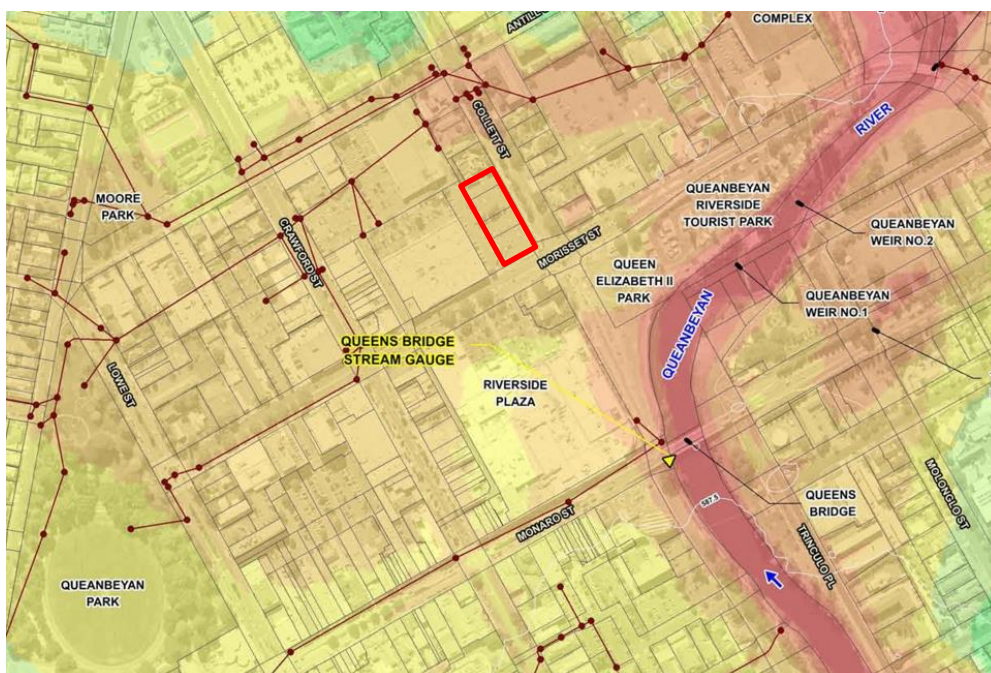 COMPLEX
COLLETT ST
RIVER
MOORE
PARK
QUEANBEYAN
RIVERSIDE
TOURIST PARK
QUEANBEYAN
WEIR NO.2
CRAWFORD ST
MORISSET ST
QUEEN
ELIZABETH II
PARK
QUEANBEYAN
QUEANBEYAN
WEIR NO.1
QUEENS BRIDGE
STREAM GAUGE
LOWE ST
RIVERSIDE
PLAZA
MOLONGLO ST
587.5
QUEENS
BRIDGE
MONARO ST
TRINCULO PL
QUEANBEYAN
PARK